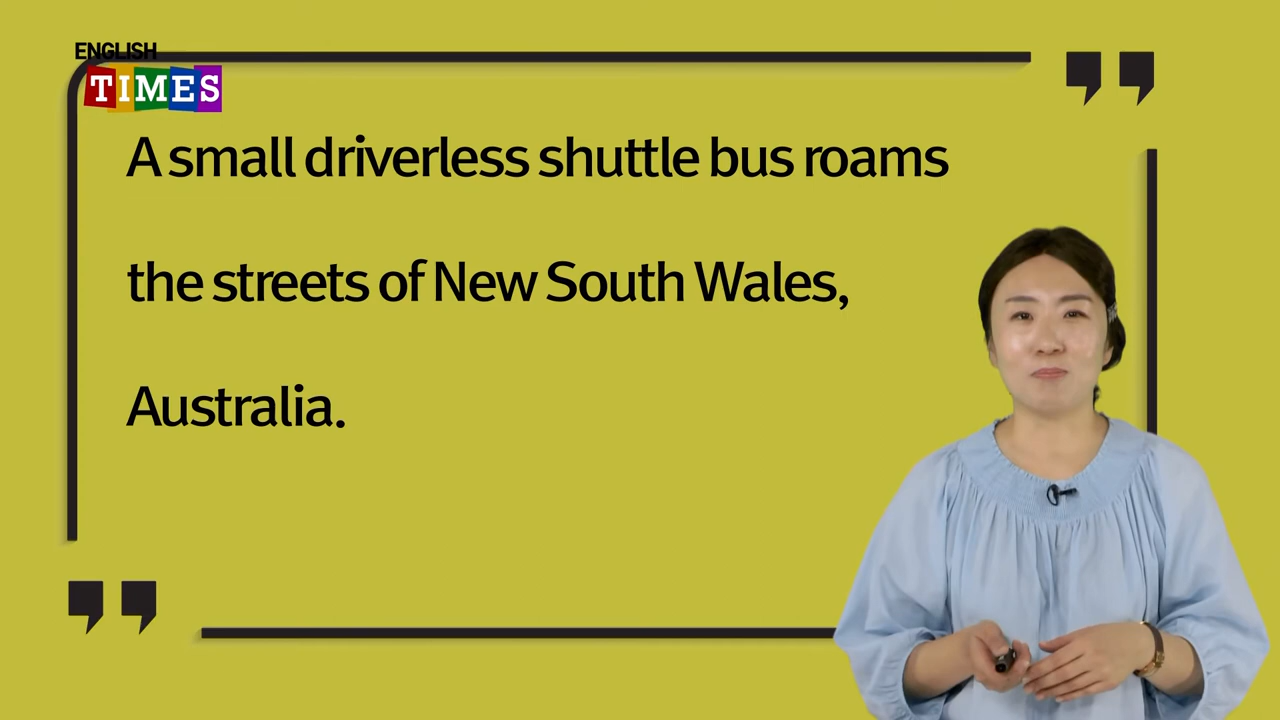 ENGLISH
TIMES
A small driverless shuttle bus roams
the streets of New South Wales,
Australia.